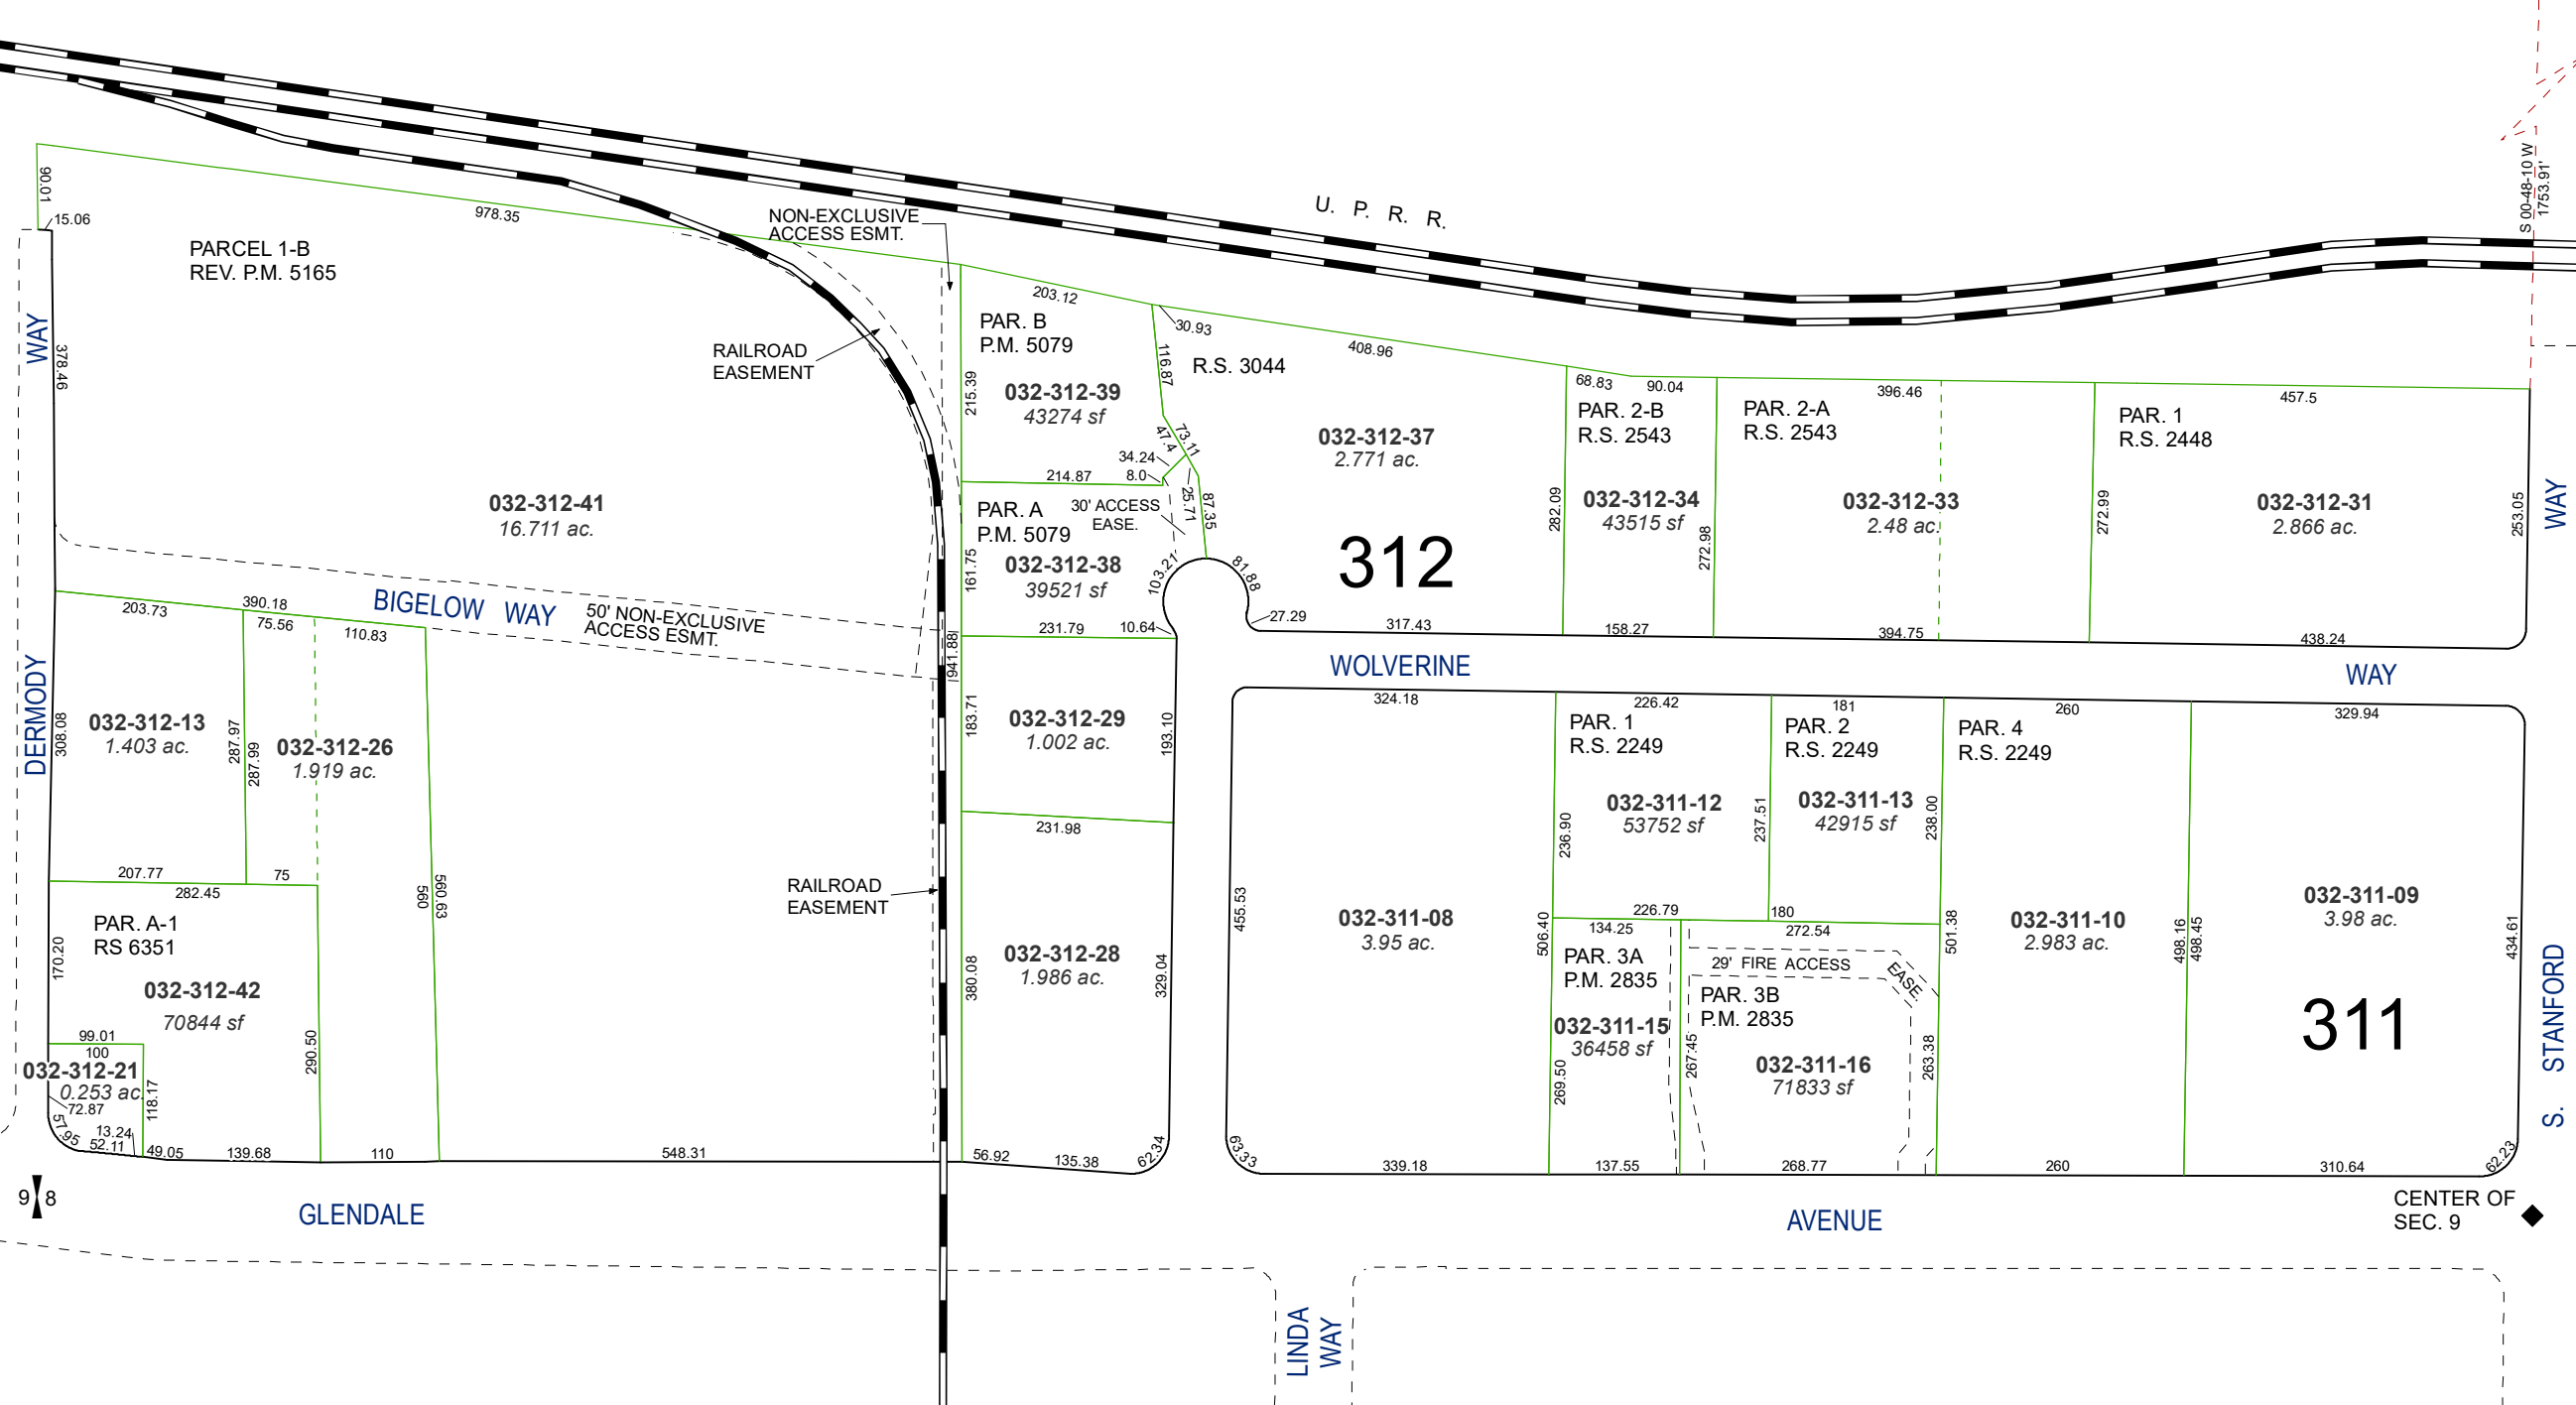 U. P. R. R.
S 00-48-10 W
1753.91'
90.01
15.06
978.35
PARCEL 1-B
REV. P.M. 5165
NON-EXCLUSIVE
ACCESS ESMT.
WAY
378.46
RAILROAD
EASEMENT
032-312-41
16.711 ac.
203.12
PAR. B
P.M. 5079
032-312-39
43274 sf
215.39
30.93
116.87
R.S. 3044
408.96
47.4
73.11
34.24
8.0
214.87
25.71
87.35
30' ACCESS
EASE.
PAR. A
P.M. 5079
032-312-38
39521 sf
161.75
103.21
81.88
27.29
10.64
231.79
032-312-37
2.771 ac.
312
317.43
68.83
90.04
PAR. 2-B
R.S. 2543
032-312-34
43515 sf
282.09
158.27
396.46
PAR. 2-A
R.S. 2543
032-312-33
2.48 ac.
272.98
394.75
457.5
PAR. 1
R.S. 2448
032-312-31
2.866 ac.
272.99
253.05
438.24
WAY
BIGELOW WAY
50' NON-EXCLUSIVE
ACCESS ESMT.
203.73
390.18
75.56
110.83
941.88
WOLVERINE
WAY
DERMODY
308.08
032-312-13
1.403 ac.
287.97
287.99
032-312-26
1.919 ac.
207.77
75
282.45
560
560.63
PAR. A-1
RS 6351
170.20
032-312-42
70844 sf
290.50
99.01
100
032-312-21
0.253 ac.
118.17
72.87
57.95
13.24
52.11
49.05
139.68
110
548.31
RAILROAD
EASEMENT
183.71
032-312-29
1.002 ac.
193.10
231.98
380.08
032-312-28
1.986 ac.
329.04
56.92
135.38
62.34
324.18
455.53
032-311-08
3.95 ac.
506.40
63.33
339.18
226.42
PAR. 1
R.S. 2249
032-311-12
53752 sf
236.90
237.51
226.79
181
PAR. 2
R.S. 2249
032-311-13
42915 sf
238.00
180
134.25
PAR. 3A
P.M. 2835
032-311-15
36458 sf
269.50
137.55
272.54
29' FIRE ACCESS
EASE.
PAR. 3B
P.M. 2835
032-311-16
71833 sf
267.45
263.38
268.77
260
PAR. 4
R.S. 2249
032-311-10
2.983 ac.
501.38
498.16
498.45
260
329.94
032-311-09
3.98 ac.
311
434.61
310.64
62.23
S. STANFORD
9 8
GLENDALE
AVENUE
CENTER OF
SEC. 9
LINDA
WAY